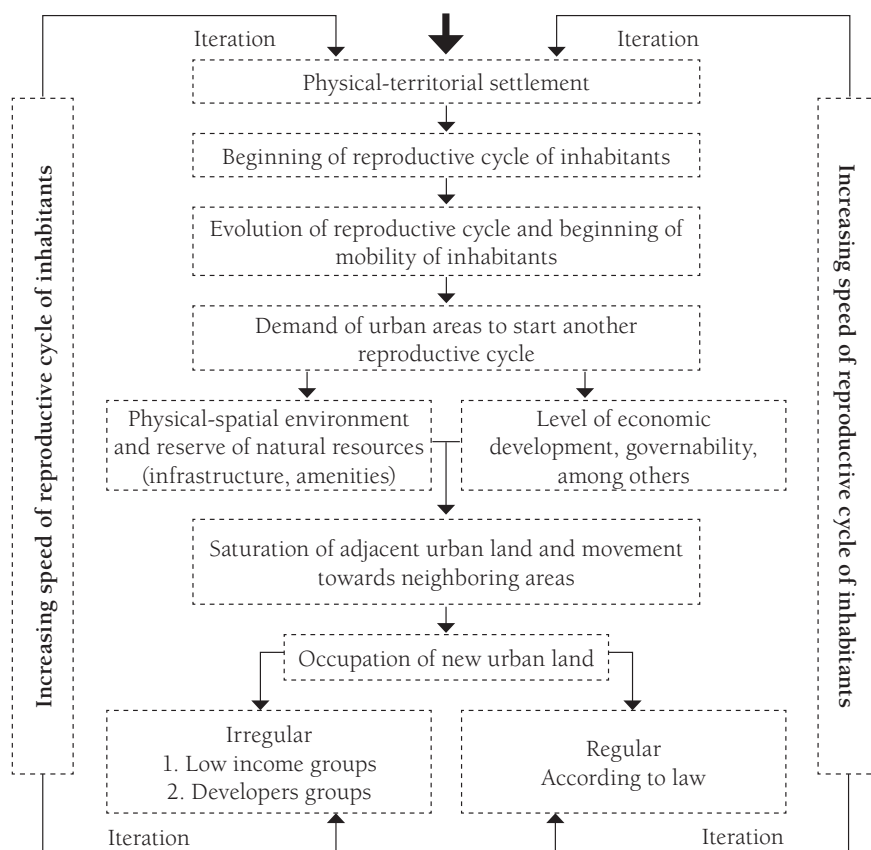 Iteration
Iteration
Physical-territorial settlement
Beginning of reproductive cycle of inhabitants
Evolution of reproductive cycle and beginning of
mobility of inhabitants
Demand of urban areas to start another
reproductive cycle
Physical-spatial environment
and reserve of natural resources
(infrastructure, amenities)
Level of economic
development, governability,
among others
Increasing speed of reproductive cycle of inhabitants
Increasing speed of reproductive cycle of inhabitants
Saturation of adjacent urban land and movement
towards neighboring areas
Occupation of new urban land
Irregular
1. Low income groups
2. Developers groups
Regular
According to law
Iteration
Iteration